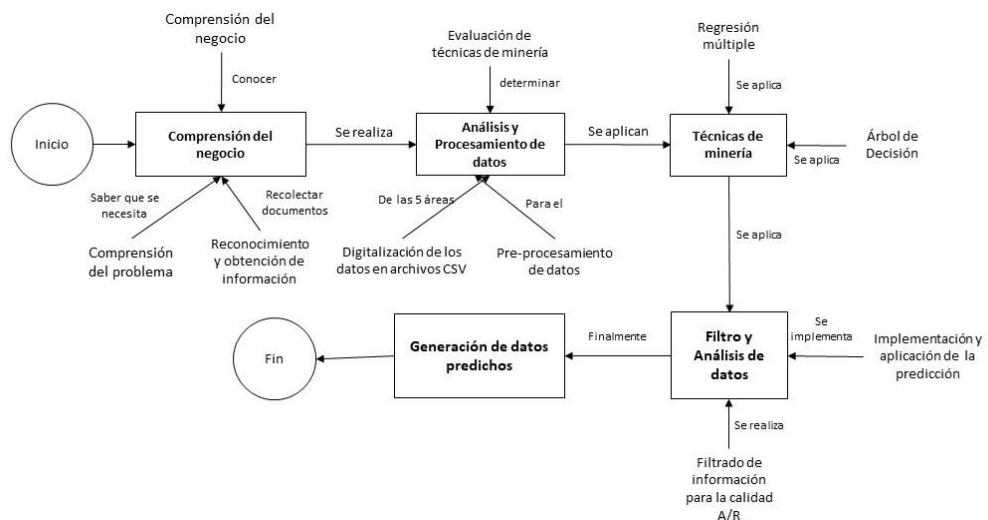 Comprensión del
negocio
Conocer
Evaluación de
técnicas de minería
determinar
Regresión
múltiple
Se aplica
Inicio
Comprensión del
negocio
Se realiza
Análisis y
Procesamiento de
datos
Se aplican
Técnicas de
minería
Se aplica
Árbol de
Decisión
Saber que se
necesita
Recolectar
documentos
Comprensión
del problema
Reconocimiento
y obtención de
información
De las 5 áreas
Para el
Digitalización de los
datos en archivos CSV
Pre-procesamiento
de datos
Se aplica
Fin
Generación de datos
predichos
Finalmente
Filtro y
Análisis de
datos
Se
implementa
Implementación y
aplicación de la
predicción
Se realiza
Filtrado de
información
para la calidad
A/R